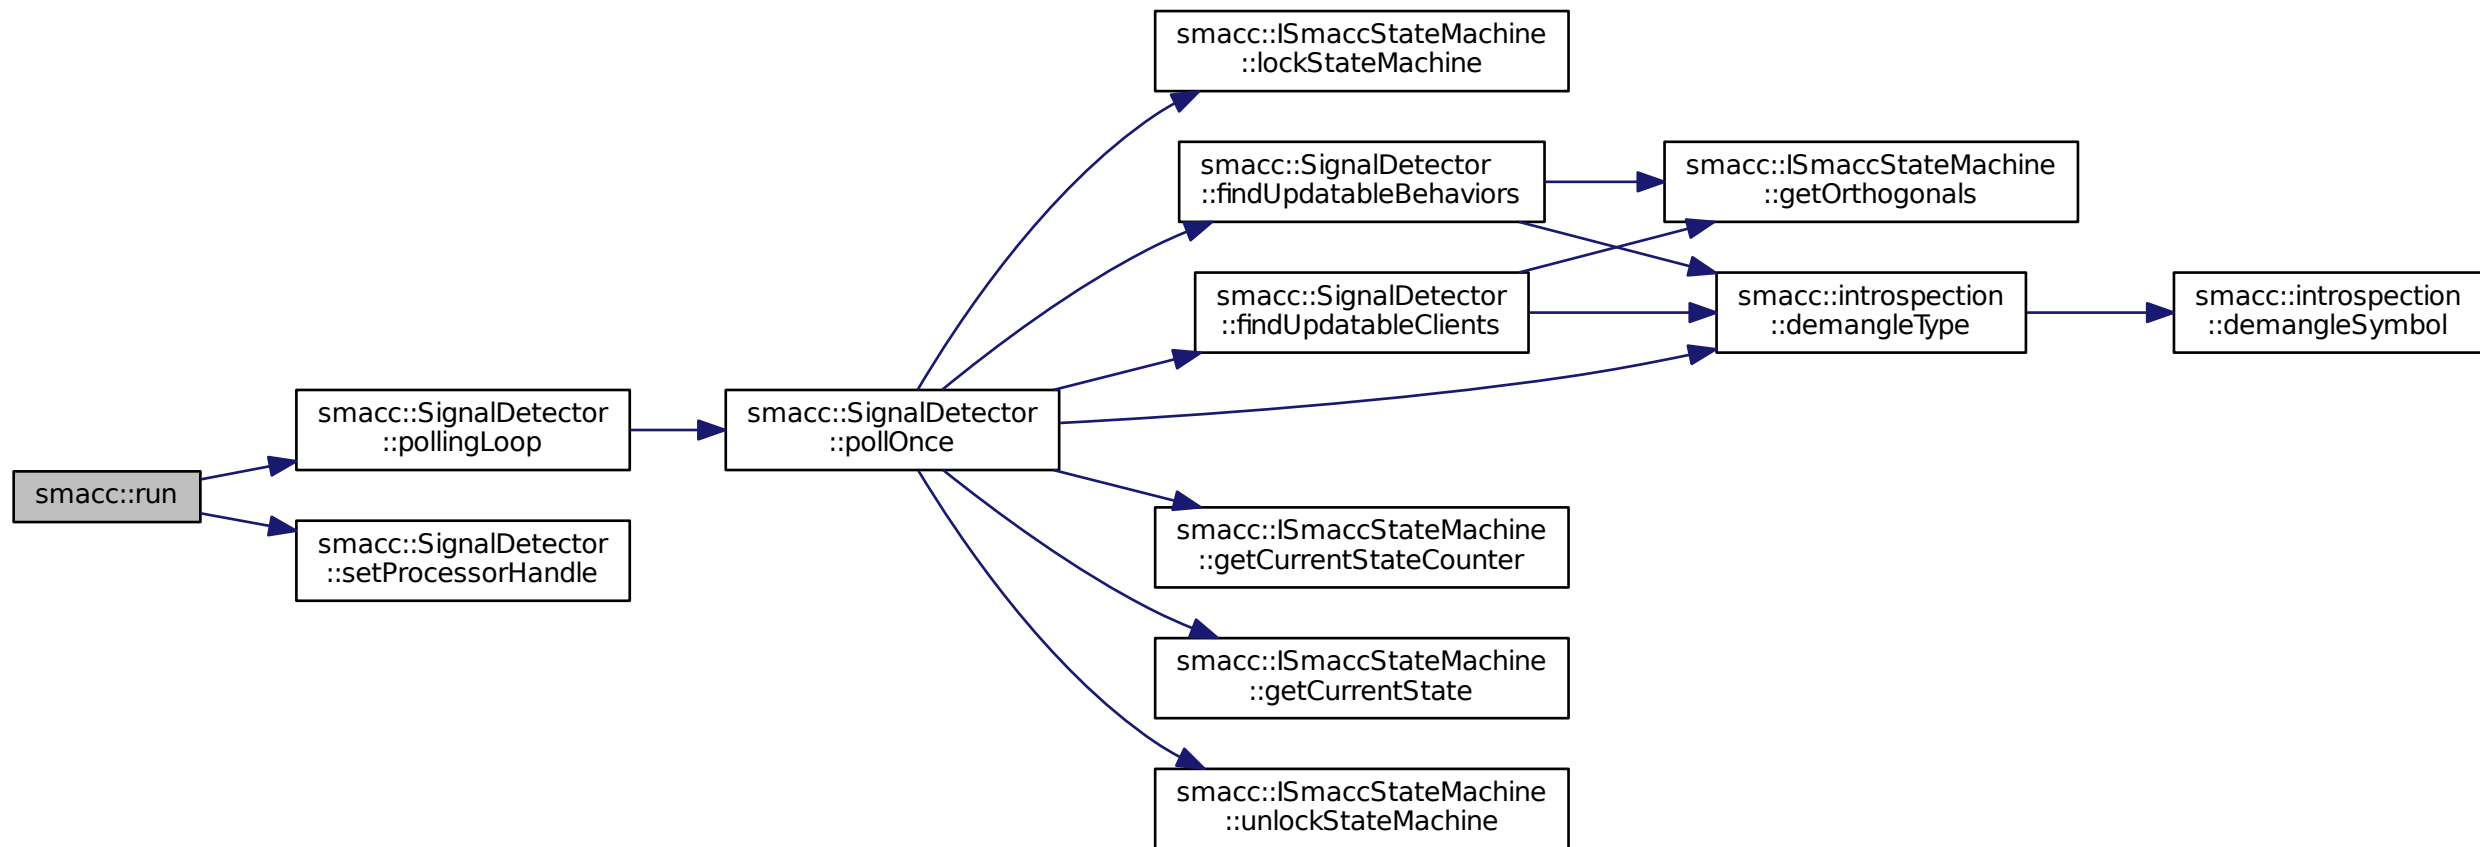 smacc::run
smacc::SignalDetector
::pollingLoop
smacc::SignalDetector
::setProcessorHandle
smacc::SignalDetector
::pollOnce
smacc::ISmaccStateMachine
::lockStateMachine
smacc::SignalDetector
::findUpdatableBehaviors
smacc::SignalDetector
::findUpdatableClients
smacc::ISmaccStateMachine
::getCurrentStateCounter
smacc::ISmaccStateMachine
::getCurrentState
smacc::ISmaccStateMachine
::unlockStateMachine
smacc::ISmaccStateMachine
::getOrthogonals
smacc::introspection
::demangleType
smacc::introspection
::demangleSymbol